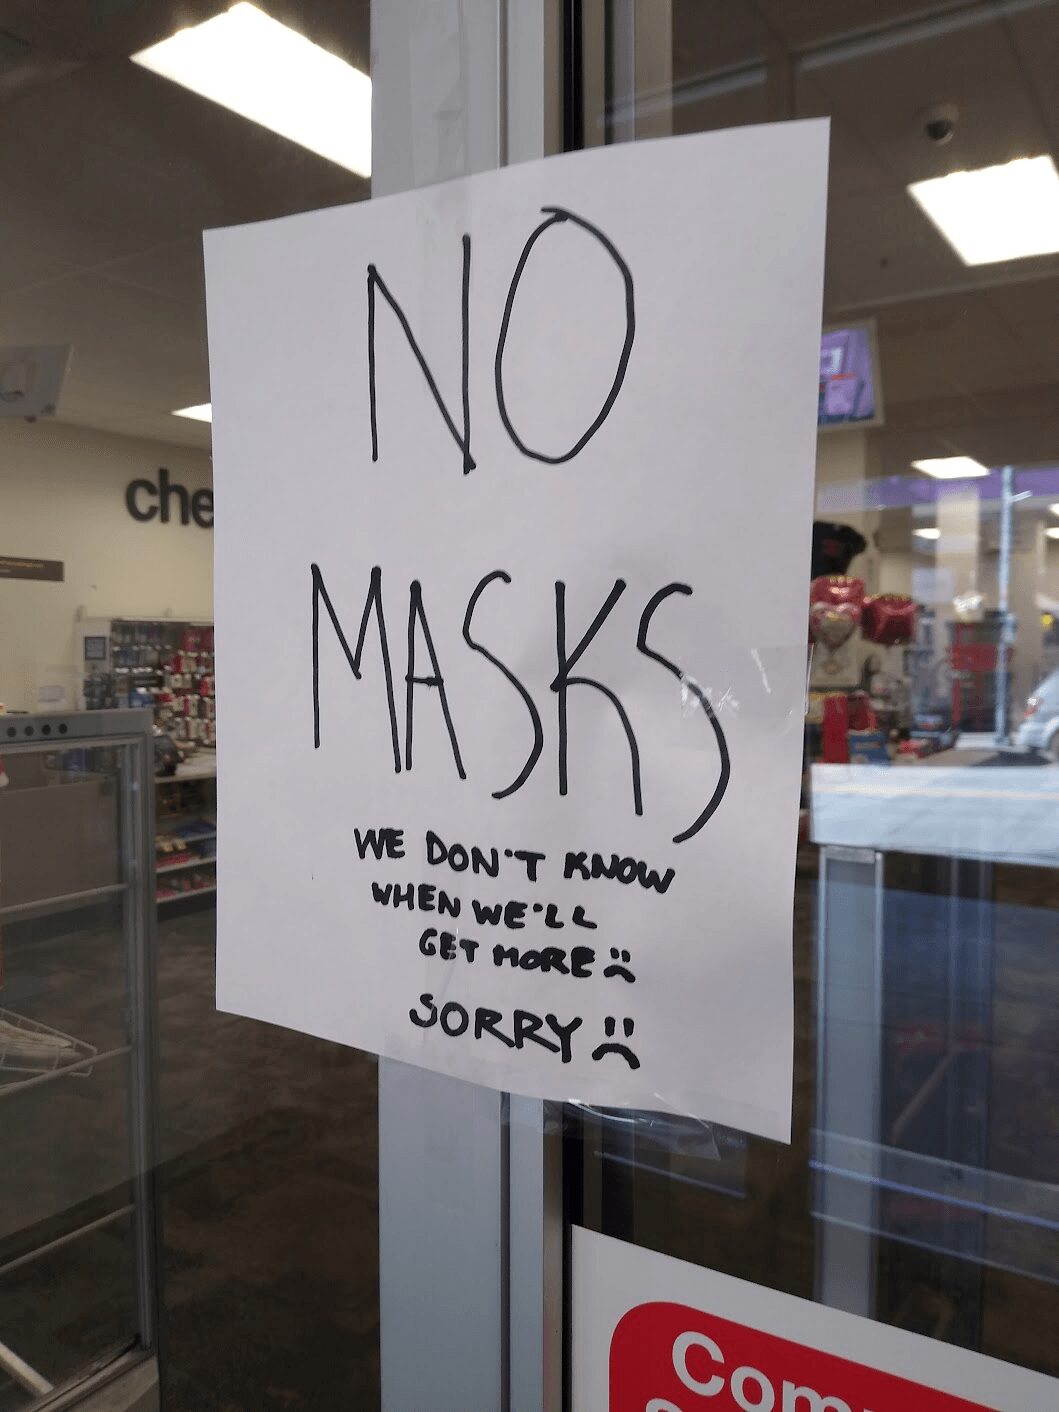 NO
MASKS
WE DON'T KNOW
WHEN WE'LL
GET MORE :(
SORRY :(
che
Com